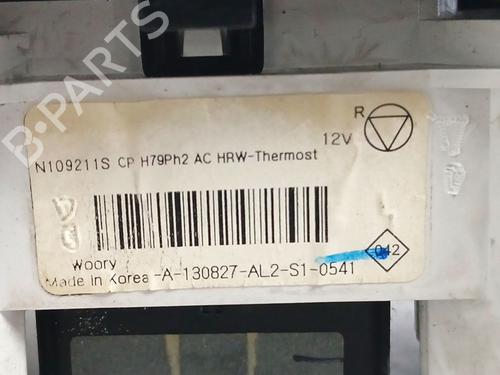 B-PARTS
R
12V
N109211S CP H79Ph2 AC HRW-Thermost
Woory
Made In Korea -A-130827-AL2-S1-0541
042